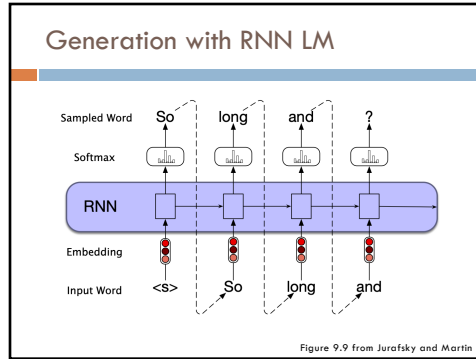 Generation with RNN LM
Sampled Word So long and ?
Softmax
RNN
Embedding
Input Word <s> So long and
Figure 9.9 from Jurafsky and Martin